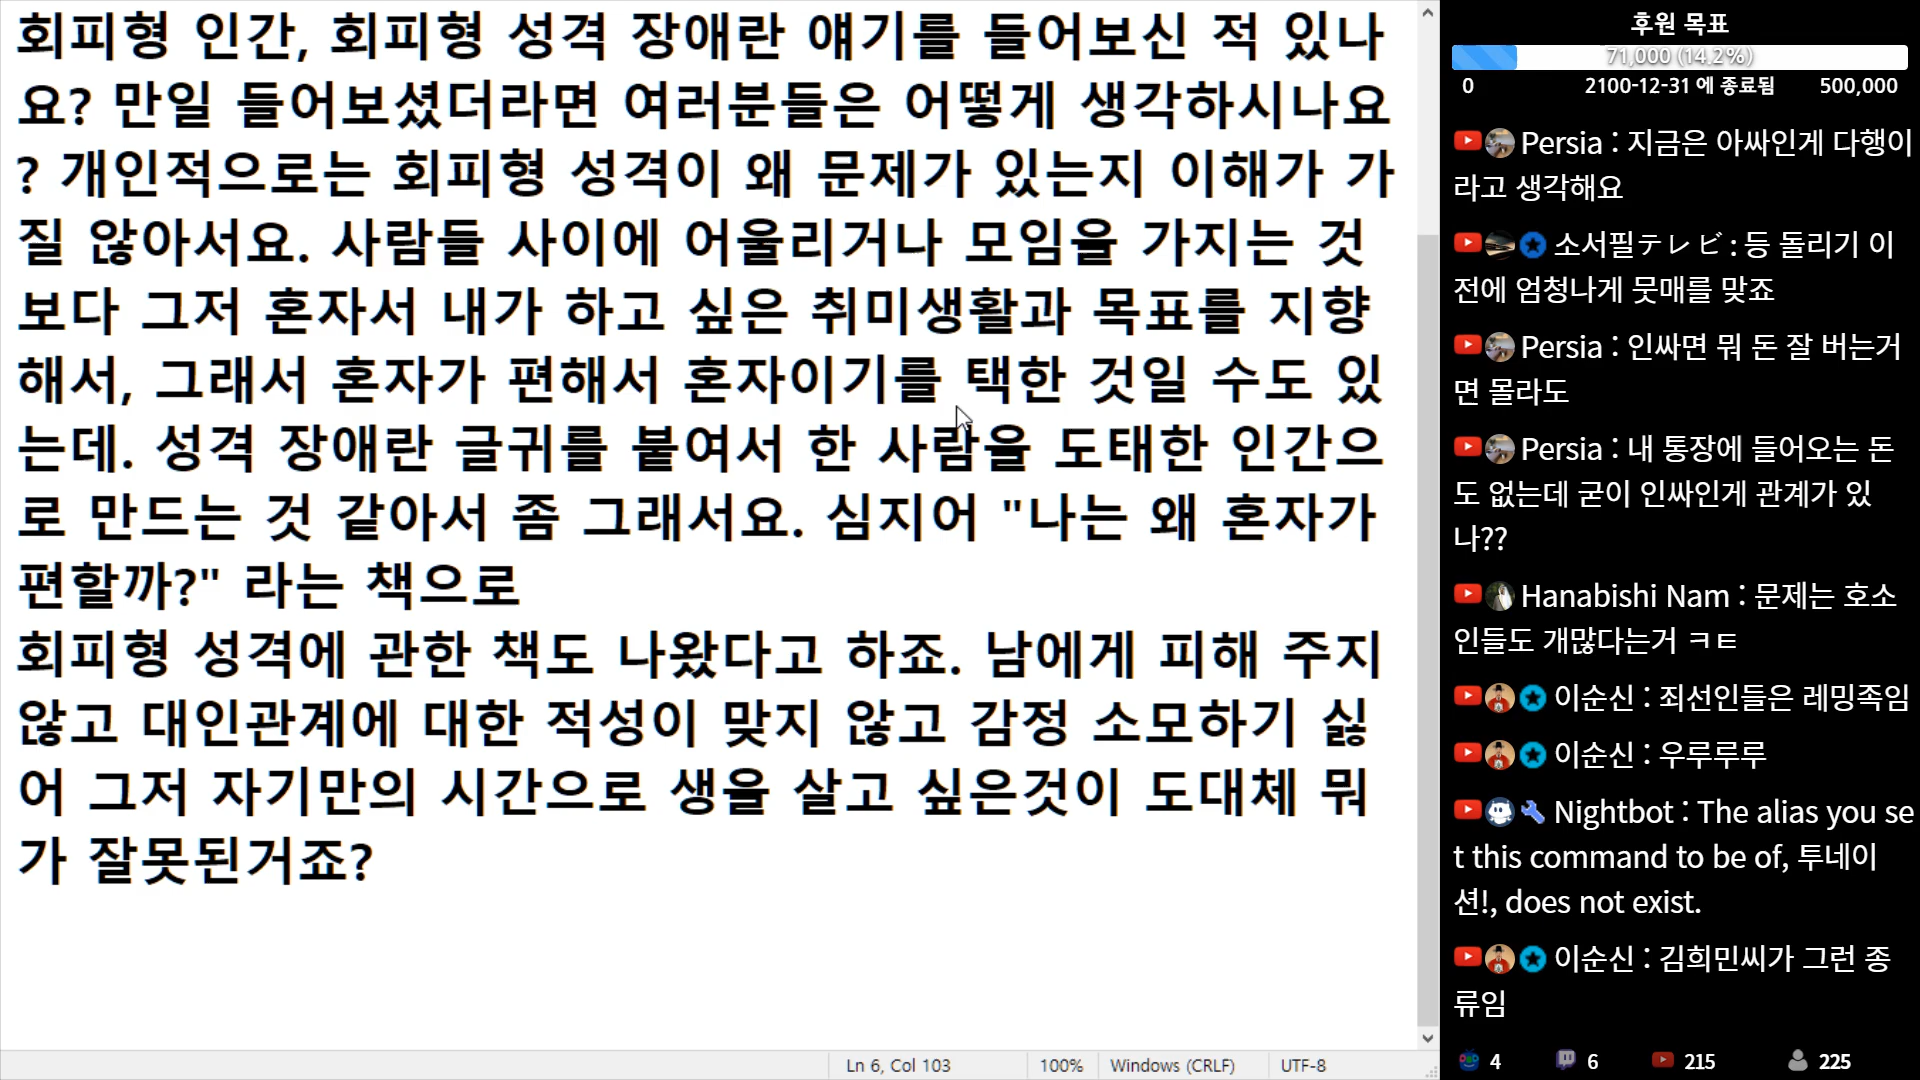 회피형 인간, 회피형 성격 장애란 얘기를 들어보신 적 있나
요? 만일 들어보셨더라면 여러분들은 어떻게 생각하시나요
? 개인적으로는 회피형 성격이 왜 문제가 있는지 이해가 가
질 않아서요. 사람들 사이에 어울리거나 모임을 가지는 것
보다 그저 혼자서 내가 하고 싶은 취미생활과 목표를 지향
해서, 그래서 혼자가 편해서 혼자이기를 택한 것일 수도 있
는데. 성격 장애란 글귀를 붙여서 한 사람을 도태한 인간으
로 만드는 것 같아서 좀 그래서요. 심지어 "나는 왜 혼자가
편할까?" 라는 책으로
회피형 성격에 관한 책도 나왔다고 하죠. 남에게 피해 주지
않고 대인관계에 대한 적성이 맞지 않고 감정 소모하기 싫
어 그저 자기만의 시간으로 생을 살고 싶은것이 도대체 뭐
가 잘못된거죠?
Ln 6, Col 103
100%
Windows (CRLF)
UTF-8
후원 목표
71,000 (14.2%)
0
2100-12-31 에 종료됨
500,000
Persia : 지금은 아싸인게 다행이
라고 생각해요
소서필テレビ : 등 돌리기 이
전에 엄청나게 뭇매를 맞죠
Persia : 인싸면 뭐 돈 잘 버는거
면 몰라도
Persia : 내 통장에 들어오는 돈
도 없는데 굳이 인싸인게 관계가 있
나??
Hanabishi Nam : 문제는 호소
인들도 개많다는거 ㅋㅌ
이순신 : 죄선인들은 레밍족임
이순신 : 우루루루
Nightbot : The alias you se
t this command to be of, 투네이
션!, does not exist.
이순신 : 김희민씨가 그런 종
류임
4
6
215
225